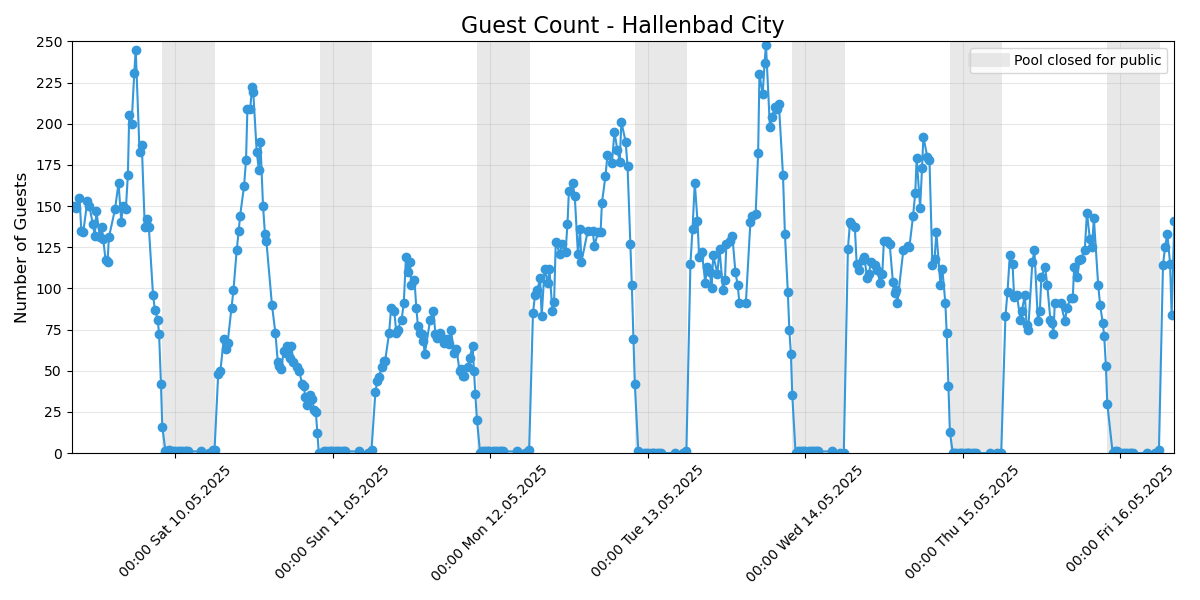 Guest Count - Hallenbad City
Pool closed for public
Number of Guests
250
225
200
175
150
125
100
75
50
25
0
00:00 Sat 10.05.2025
00:00 Sun 11.05.2025
00:00 Mon 12.05.2025
00:00 Tue 13.05.2025
00:00 Wed 14.05.2025
00:00 Thu 15.05.2025
00:00 Fri 16.05.2025